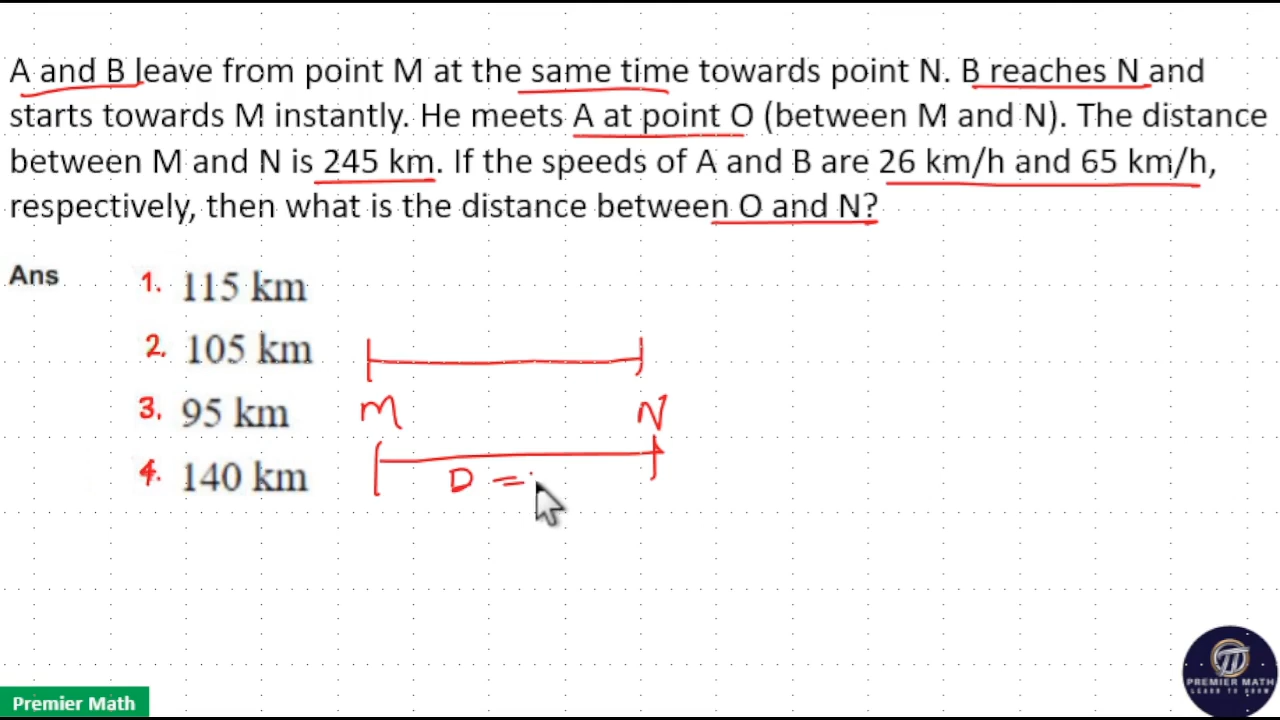 A and B leave from point M at the same time towards point N. B reaches N and
starts towards M instantly. He meets A at point O (between M and N). The distance
between M and N is 245 km. If the speeds of A and B are 26 km/h and 65 km/h,
respectively, then what is the distance between O and N?
Ans
1. 115 km
2. 105 km
3. 95 km
4. 140 km
M N
D =
Premier Math
PREMIER MATH
LEARN TO GROW